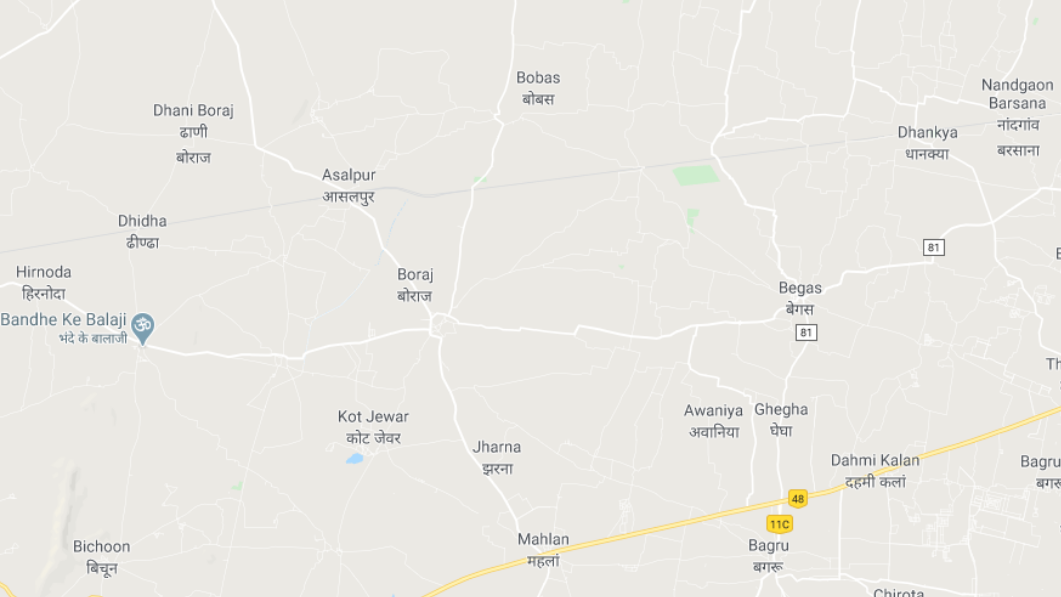 Bobas
बोबस
Nandgaon
Barsana
नांदगांव
बरसाना
Dhani Boraj
ढाणी
बोराज
Dhankya
धानक्या
Asalpur
आसलपुर
Dhidha
ढीण्ढा
81
Hirnoda
हिरनोदा
Boraj
बोराज
Begas
बेगस
Bandhe Ke Balaji
भंदे के बालाजी
ॐ
81
Th
Kot Jewar
कोट जेवर
Awaniya
अवानिया
Ghegha
घेघा
Jharna
झरना
Dahmi Kalan
दहमी कलां
Bagru
बगरू
48
11C
Mahlan
महलां
Bichoon
बिचून
Bagru
बगरू
Chirota